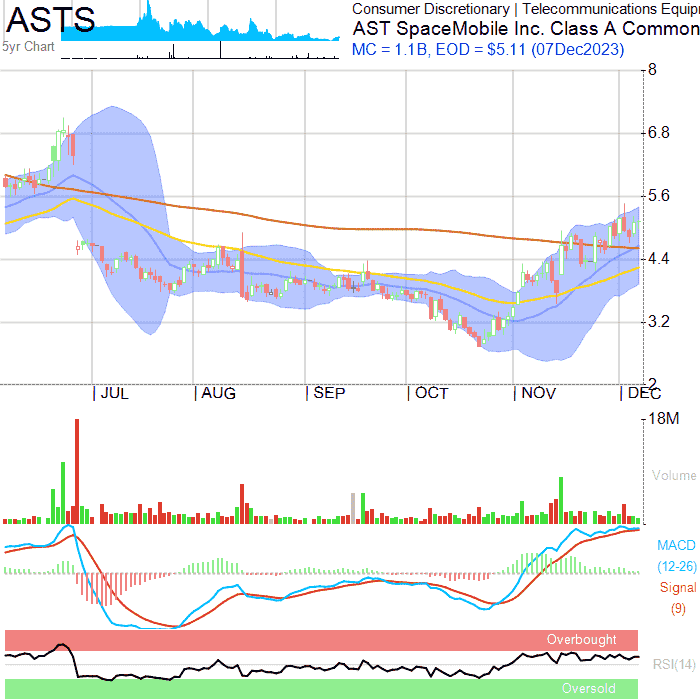 ASTS
5yr Chart
Consumer Discretionary | Telecommunications Equip
AST SpaceMobile Inc. Class A Common
MC = 1.1B, EOD = $5.11 (07Dec2023)
8
6.8
5.6
4.4
3.2
2
JUL
AUG
SEP
OCT
NOV
DEC
18M
Volume
MACD
(12-26)
Signal
(9)
Overbought
RSI(14)
Oversold